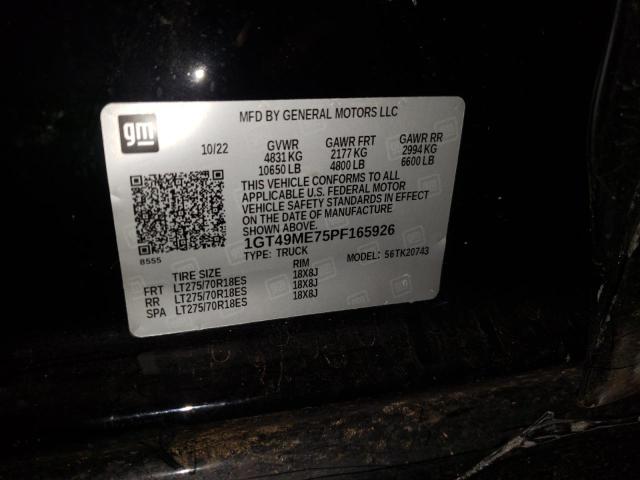 gm
MFD BY GENERAL MOTORS LLC
10/22 GVWR GAWR FRT GAWR RR
4831 KG 2177 KG 2994 KG
10650 LB 4800 LB 6600 LB
THIS VEHICLE CONFORMS TO ALL
APPLICABLE U.S. FEDERAL MOTOR
VEHICLE SAFETY STANDARDS IN EFFECT
ON THE DATE OF MANUFACTURE
SHOWN ABOVE.
8555
1GT49ME75PF165926
TYPE: TRUCK MODEL: 56TK20743
TIRE SIZE RIM
FRT LT275/70R18ES 18X8J
RR LT275/70R18ES 18X8J
SPA LT275/70R18ES 18X8J